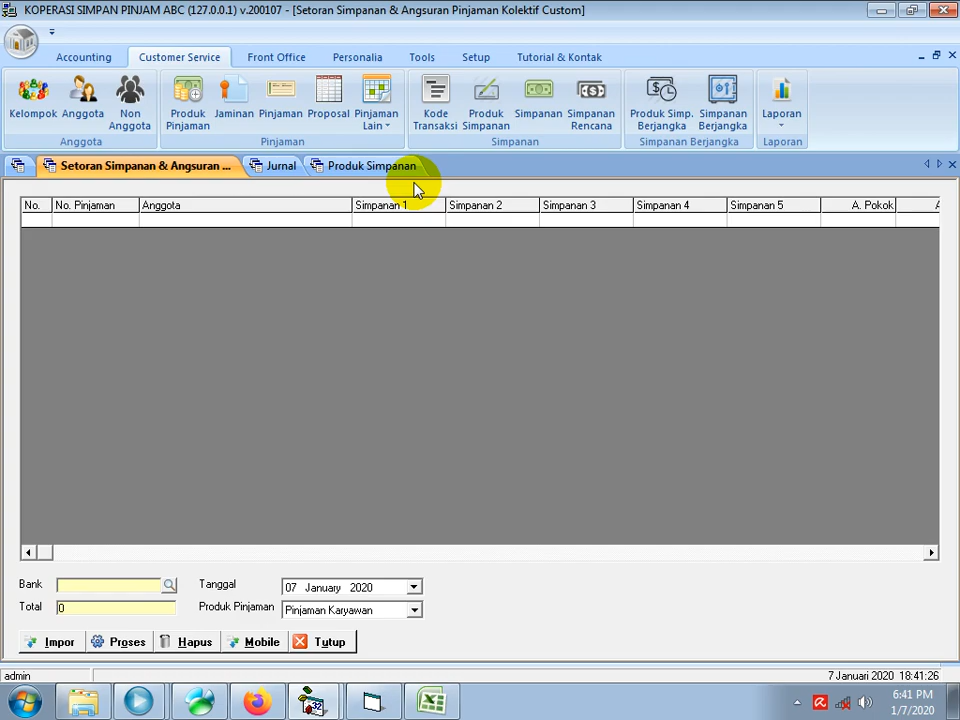 KOPERASI SIMPAN PINJAM ABC (127.0.0.1) v.200107 - [Setoran Simpanan & Angsuran Pinjaman Kolektif Custom]
Accounting Customer Service Front Office Personalia Tools Setup Tutorial & Kontak
Kelompok Anggota Non Anggota Produk Pinjaman Jaminan Pinjaman Proposal Pinjaman Lain Kode Transaksi Produk Simpanan Simpanan Simpanan Rencana Produk Simp. Berjangka Simpanan Berjangka Laporan
Anggota Pinjaman Simpanan Simpanan Berjangka Laporan
Setoran Simpanan & Angsuran ... Jurnal Produk Simpanan
No. No. Pinjaman Anggota Simpanan 1 Simpanan 2 Simpanan 3 Simpanan 4 Simpanan 5 A. Pokok
Bank Tanggal 07 January 2020
Total 0 Produk Pinjaman Pinjaman Karyawan
Impor Proses Hapus Mobile Tutup
admin 7 Januari 2020 18:41:26
32 6:41 PM
1/7/2020